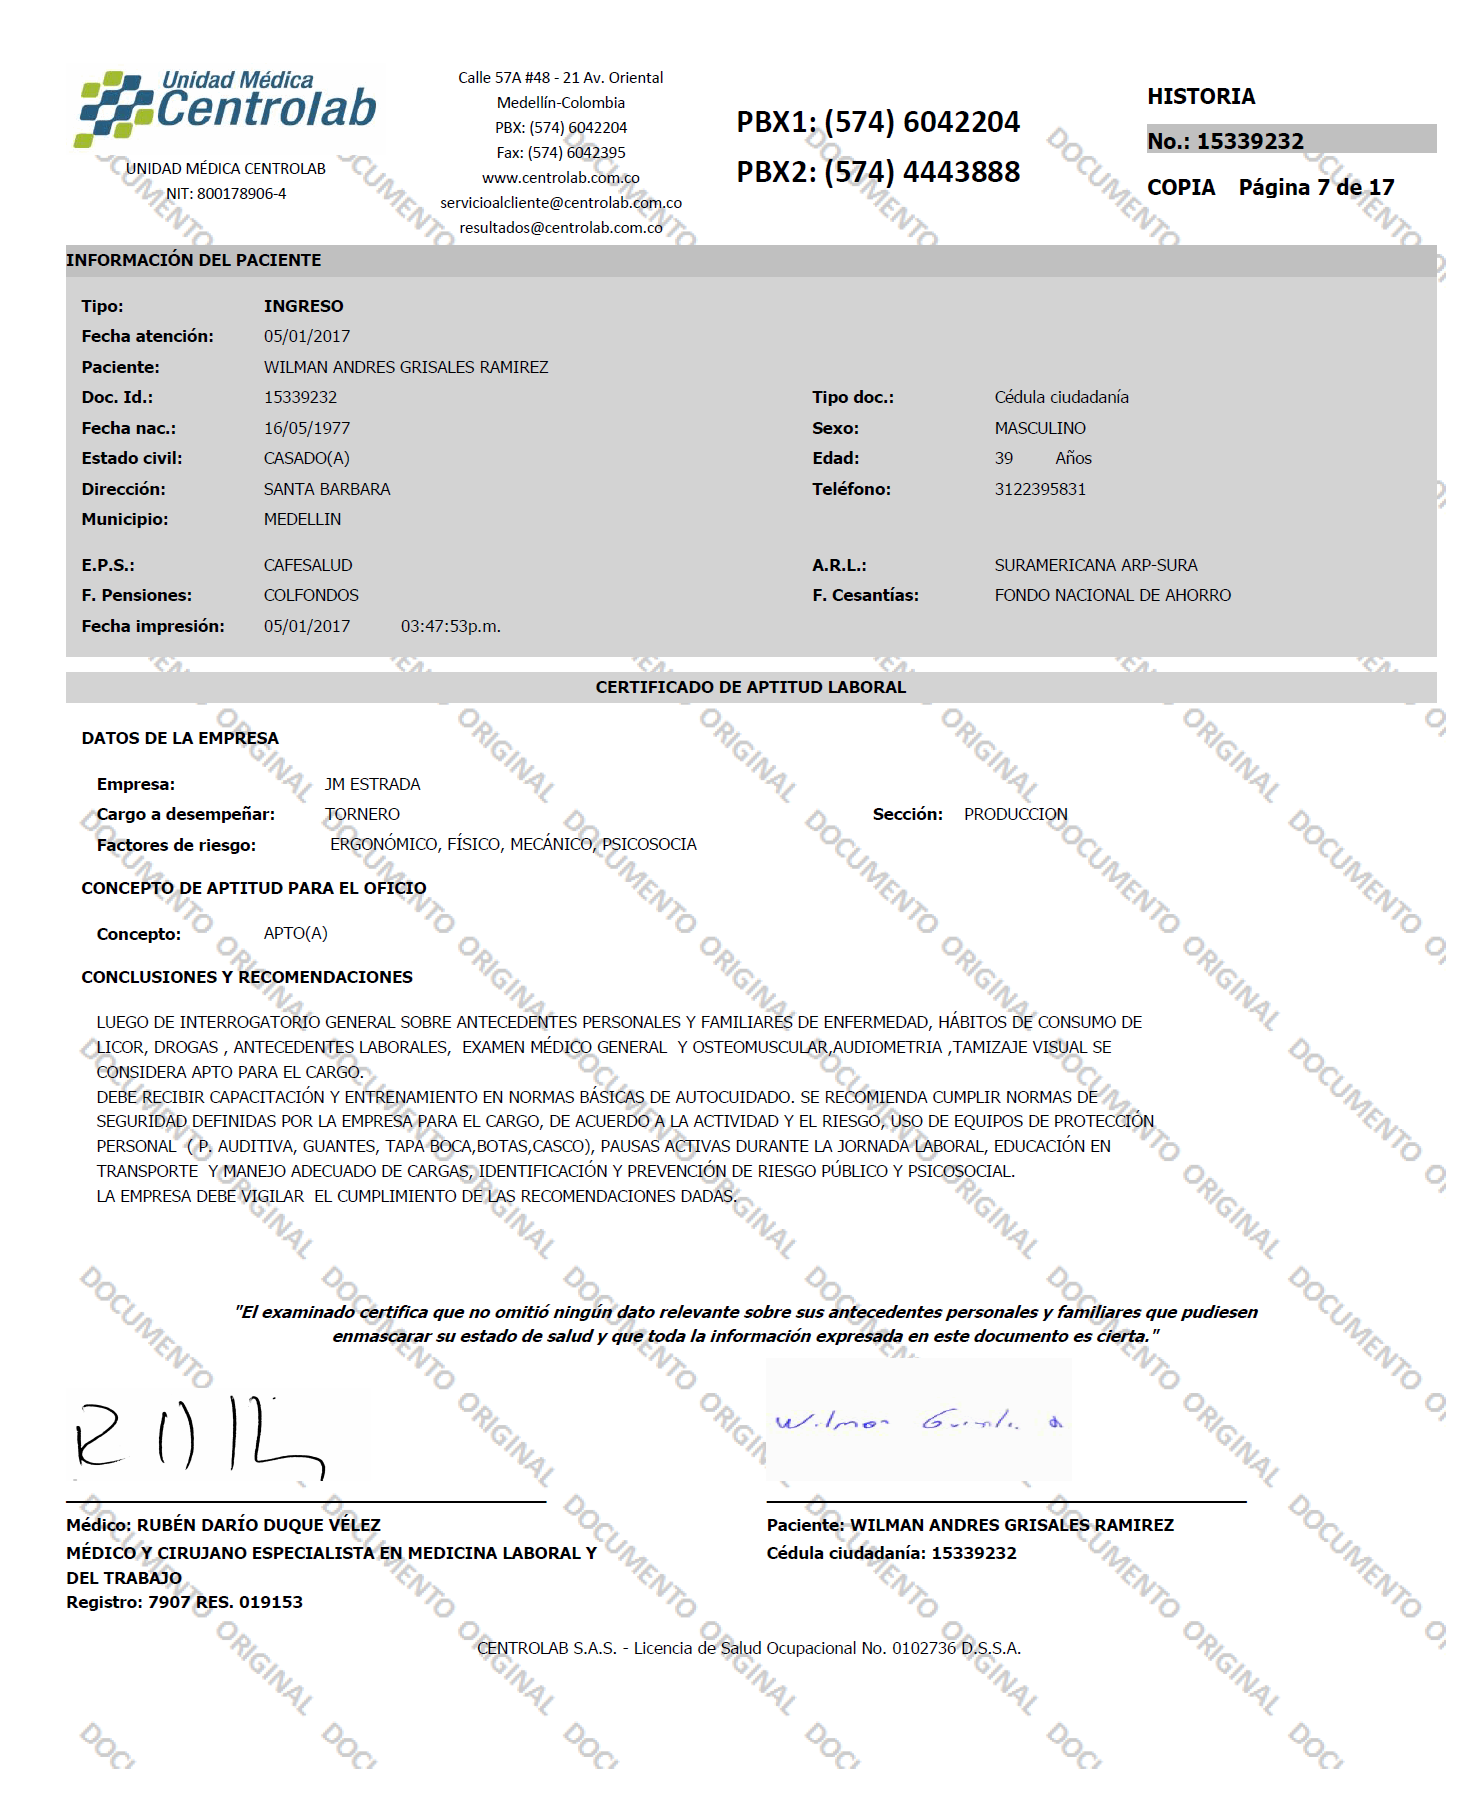 Unidad Médica
Centrolab
UNIDAD MÉDICA CENTROLAB
NIT: 800178906-4
Calle 57A #48 - 21 Av. Oriental
Medellín-Colombia
PBX: (574) 6042204
Fax: (574) 6042395
www.centrolab.com.co
servicioalcliente@centrolab.com.co
resultados@centrolab.com.co
PBX1: (574) 6042204
PBX2: (574) 4443888
HISTORIA
No.: 15339232
COPIA Página 7 de 17
INFORMACIÓN DEL PACIENTE
Tipo: INGRESO
Fecha atención: 05/01/2017
Paciente: WILMAN ANDRES GRISALES RAMIREZ
Doc. Id.: 15339232 Tipo doc.: Cédula ciudadanía
Fecha nac.: 16/05/1977 Sexo: MASCULINO
Estado civil: CASADO(A) Edad: 39 Años
Dirección: SANTA BARBARA Teléfono: 3122395831
Municipio: MEDELLIN
E.P.S.: CAFESALUD A.R.L.: SURAMERICANA ARP-SURA
F. Pensiones: COLFONDOS F. Cesantías: FONDO NACIONAL DE AHORRO
Fecha impresión: 05/01/2017 03:47:53p.m.
CERTIFICADO DE APTITUD LABORAL
DATOS DE LA EMPRESA
Empresa: JM ESTRADA
Cargo a desempeñar: TORNERO Sección: PRODUCCION
Factores de riesgo: ERGONÓMICO, FÍSICO, MECÁNICO, PSICOSOCIA
CONCEPTO DE APTITUD PARA EL OFICIO
Concepto: APTO(A)
CONCLUSIONES Y RECOMENDACIONES
LUEGO DE INTERROGATORIO GENERAL SOBRE ANTECEDENTES PERSONALES Y FAMILIARES DE ENFERMEDAD, HÁBITOS DE CONSUMO DE
LICOR, DROGAS , ANTECEDENTES LABORALES, EXAMEN MÉDICO GENERAL Y OSTEOMUSCULAR,AUDIOMETRIA ,TAMIZAJE VISUAL SE
CONSIDERA APTO PARA EL CARGO.
DEBE RECIBIR CAPACITACIÓN Y ENTRENAMIENTO EN NORMAS BÁSICAS DE AUTOCUIDADO. SE RECOMIENDA CUMPLIR NORMAS DE
SEGURIDAD DEFINIDAS POR LA EMPRESA PARA EL CARGO, DE ACUERDO A LA ACTIVIDAD Y EL RIESGO, USO DE EQUIPOS DE PROTECCIÓN
PERSONAL ( P. AUDITIVA, GUANTES, TAPA BOCA,BOTAS,CASCO), PAUSAS ACTIVAS DURANTE LA JORNADA LABORAL, EDUCACIÓN EN
TRANSPORTE Y MANEJO ADECUADO DE CARGAS, IDENTIFICACIÓN Y PREVENCIÓN DE RIESGO PÚBLICO Y PSICOSOCIAL.
LA EMPRESA DEBE VIGILAR EL CUMPLIMIENTO DE LAS RECOMENDACIONES DADAS.
"El examinado certifica que no omitió ningún dato relevante sobre sus antecedentes personales y familiares que pudiesen
enmascarar su estado de salud y que toda la información expresada en este documento es cierta."
Médico: RUBÉN DARÍO DUQUE VÉLEZ
MÉDICO Y CIRUJANO ESPECIALISTA EN MEDICINA LABORAL Y
DEL TRABAJO
Registro: 7907 RES. 019153
Paciente: WILMAN ANDRES GRISALES RAMIREZ
Cédula ciudadanía: 15339232
CENTROLAB S.A.S. - Licencia de Salud Ocupacional No. 0102736 D.S.S.A.
DOCUMENTO ORIGINAL